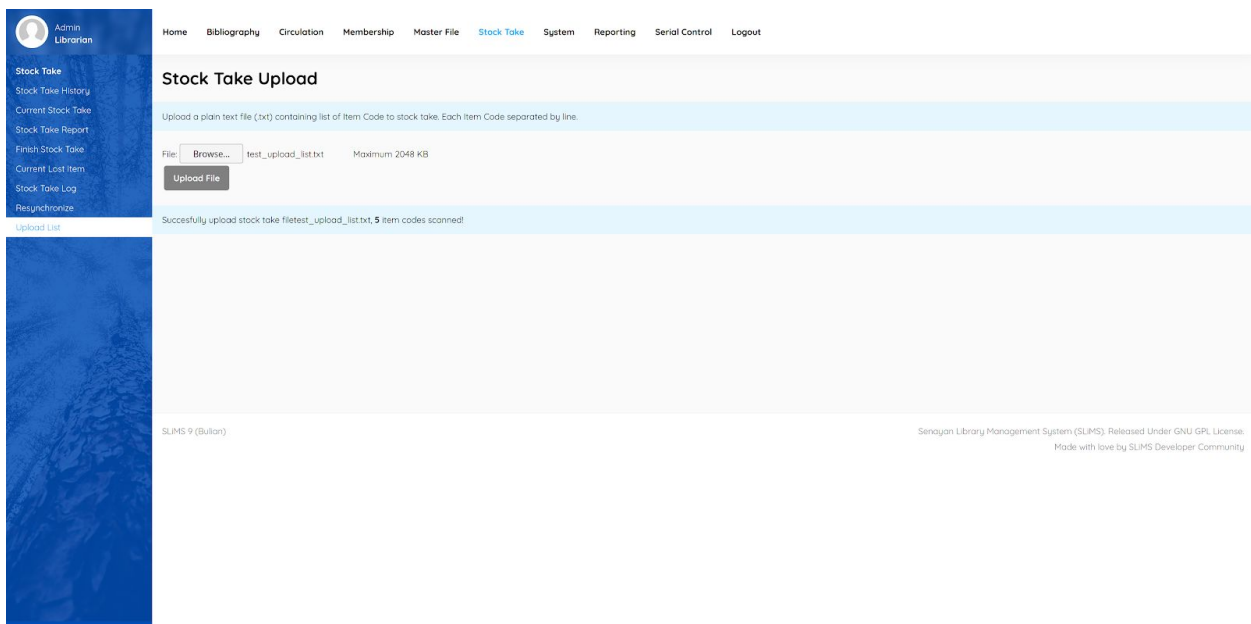 Admin
Librarian
Home Bibliography Circulation Membership Master File Stock Take System Reporting Serial Control Logout
Stock Take
Stock Take History
Current Stock Take
Stock Take Report
Finish Stock Take
Current Lost Item
Stock Take Log
Resynchronize
Upload List
Stock Take Upload
Upload a plain text file (.txt) containing list of Item Code to stock take. Each Item Code separated by line.
File: Browse... test_upload_list.txt Maximum 2048 KB
Upload File
Succesfully upload stock take filetest_upload_list.txt, 5 item codes scanned!
SLiMS 9 (Bulian)
Senayan Library Management System (SLiMS). Released Under GNU GPL License.
Made with love by SLiMS Developer Community